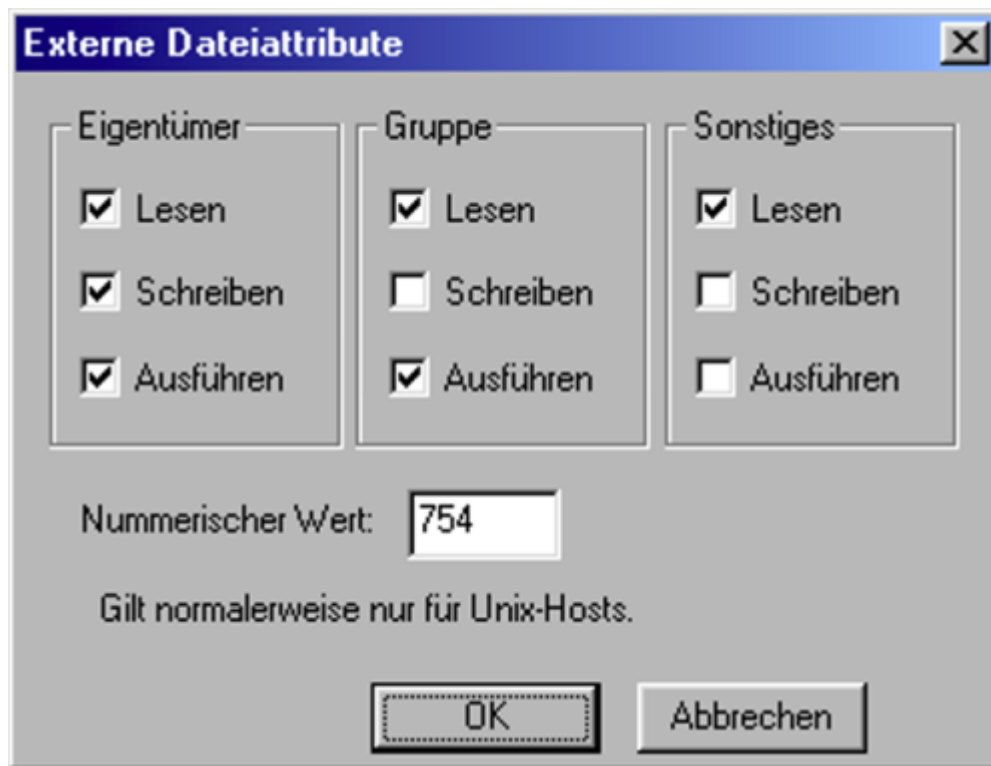 Externe Dateiattribute
Eigentümer Gruppe Sonstiges
Lesen Lesen Lesen
Schreiben Schreiben Schreiben
Ausführen Ausführen Ausführen
Nummerischer Wert: 754
Gilt normalerweise nur für Unix-Hosts.
OK Abbrechen